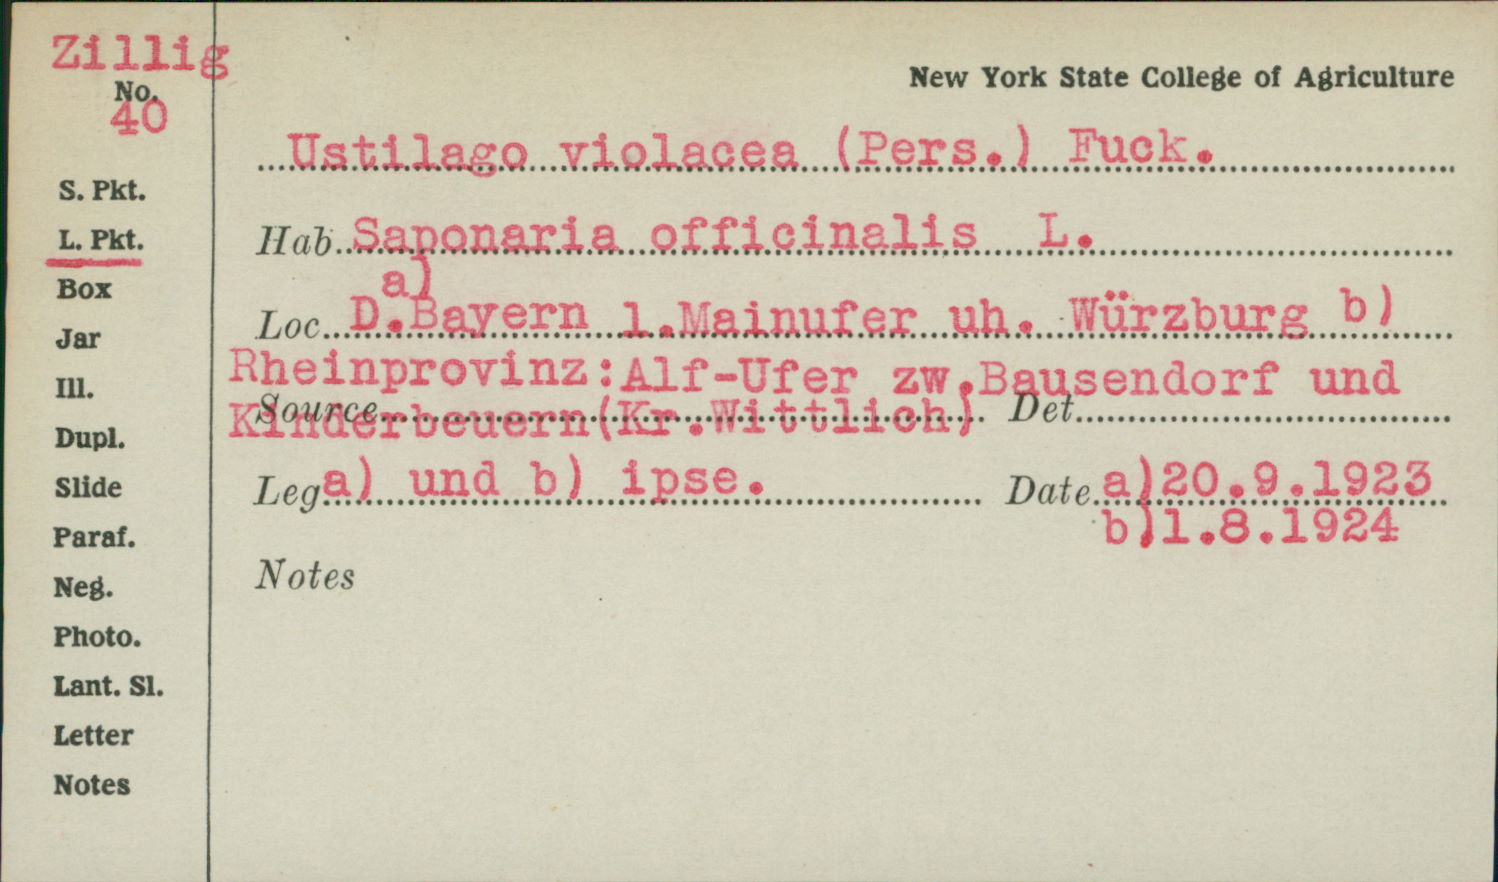 Zillig
No.
40
New York State College of Agriculture
Ustilago violacea (Pers.) Fuck.
S. Pkt.
L. Pkt.
Box
Jar
Ill.
Dupl.
Slide
Paraf.
Neg.
Photo.
Lant. Sl.
Letter
Notes
Hab. Saponaria officinalis L.
a)
Loc. D.Bayern l.Mainufer uh. Würzburg b)
Rheinprovinz:Alf-Ufer zw.Bausendorf und
Source Kinderbeuern(Kr.Wittlich) Det.
Leg a) und b) ipse. Date a)20.9.1923
b)1.8.1924
Notes